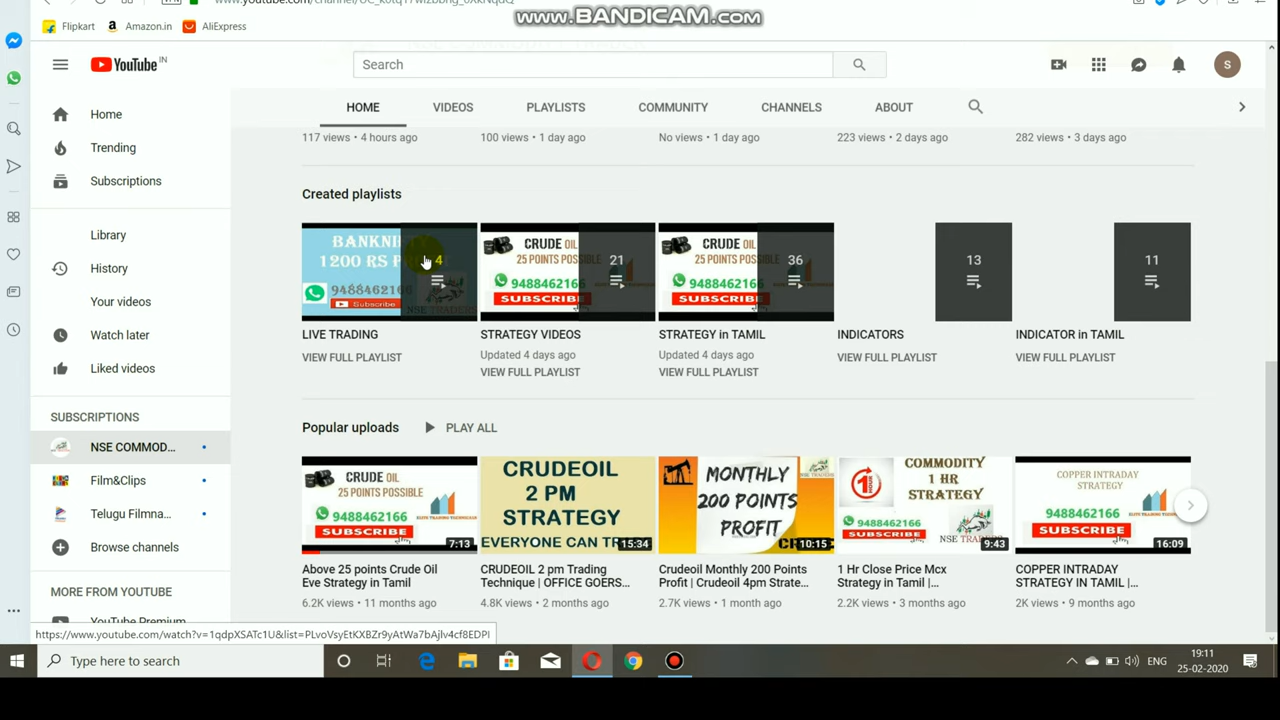 www.BANDICAM.com
Flipkart
Amazon.in
AliExpress
YouTube IN
Search
S
HOME
VIDEOS
PLAYLISTS
COMMUNITY
CHANNELS
ABOUT
Home
Trending
Subscriptions
Library
History
Your videos
Watch later
Liked videos
SUBSCRIPTIONS
NSE COMMOD...
Film&Clips
Telugu Filmna...
Browse channels
MORE FROM YOUTUBE
YouTube Premium
117 views • 4 hours ago
100 views • 1 day ago
No views • 1 day ago
223 views • 2 days ago
282 views • 3 days ago
Created playlists
4
9488462166
Subscribe
LIVE TRADING
VIEW FULL PLAYLIST
CRUDE OIL
25 POINTS POSSIBLE
9488462166
SUBSCRIBE
21
STRATEGY VIDEOS
Updated 4 days ago
VIEW FULL PLAYLIST
CRUDE OIL
25 POINTS POSSIBLE
9488462166
SUBSCRIBE
36
STRATEGY in TAMIL
Updated 4 days ago
VIEW FULL PLAYLIST
13
INDICATORS
VIEW FULL PLAYLIST
11
INDICATOR in TAMIL
VIEW FULL PLAYLIST
Popular uploads
PLAY ALL
CRUDE OIL
25 POINTS POSSIBLE
9488462166
SUBSCRIBE
7:13
Above 25 points Crude Oil
Eve Strategy in Tamil
6.2K views • 11 months ago
CRUDEOIL
2 PM
STRATEGY
EVERYONE CAN TR
15:34
CRUDEOIL 2 pm Trading
Technique | OFFICE GOERS...
4.8K views • 2 months ago
MONTHLY
200 POINTS
PROFIT
10:15
Crudeoil Monthly 200 Points
Profit | Crudeoil 4pm Strate...
2.7K views • 1 month ago
1
HOUR
COMMODITY
1 HR
STRATEGY
9488462166
SUBSCRIBE
NSE TRADERS
9:43
1 Hr Close Price Mcx
Strategy in Tamil |...
2.2K views • 3 months ago
COPPER INTRADAY
STRATEGY
9488462166
SUBSCRIBE
16:09
COPPER INTRADAY
STRATEGY IN TAMIL |...
2K views • 9 months ago
https://www.youtube.com/watch?v=1qdpXSATc1U&list=PLvoVsyEtKXBZr9yAtWa7bAjlv4cf8EDPI
Type here to search
ENG
19:11
25-02-2020